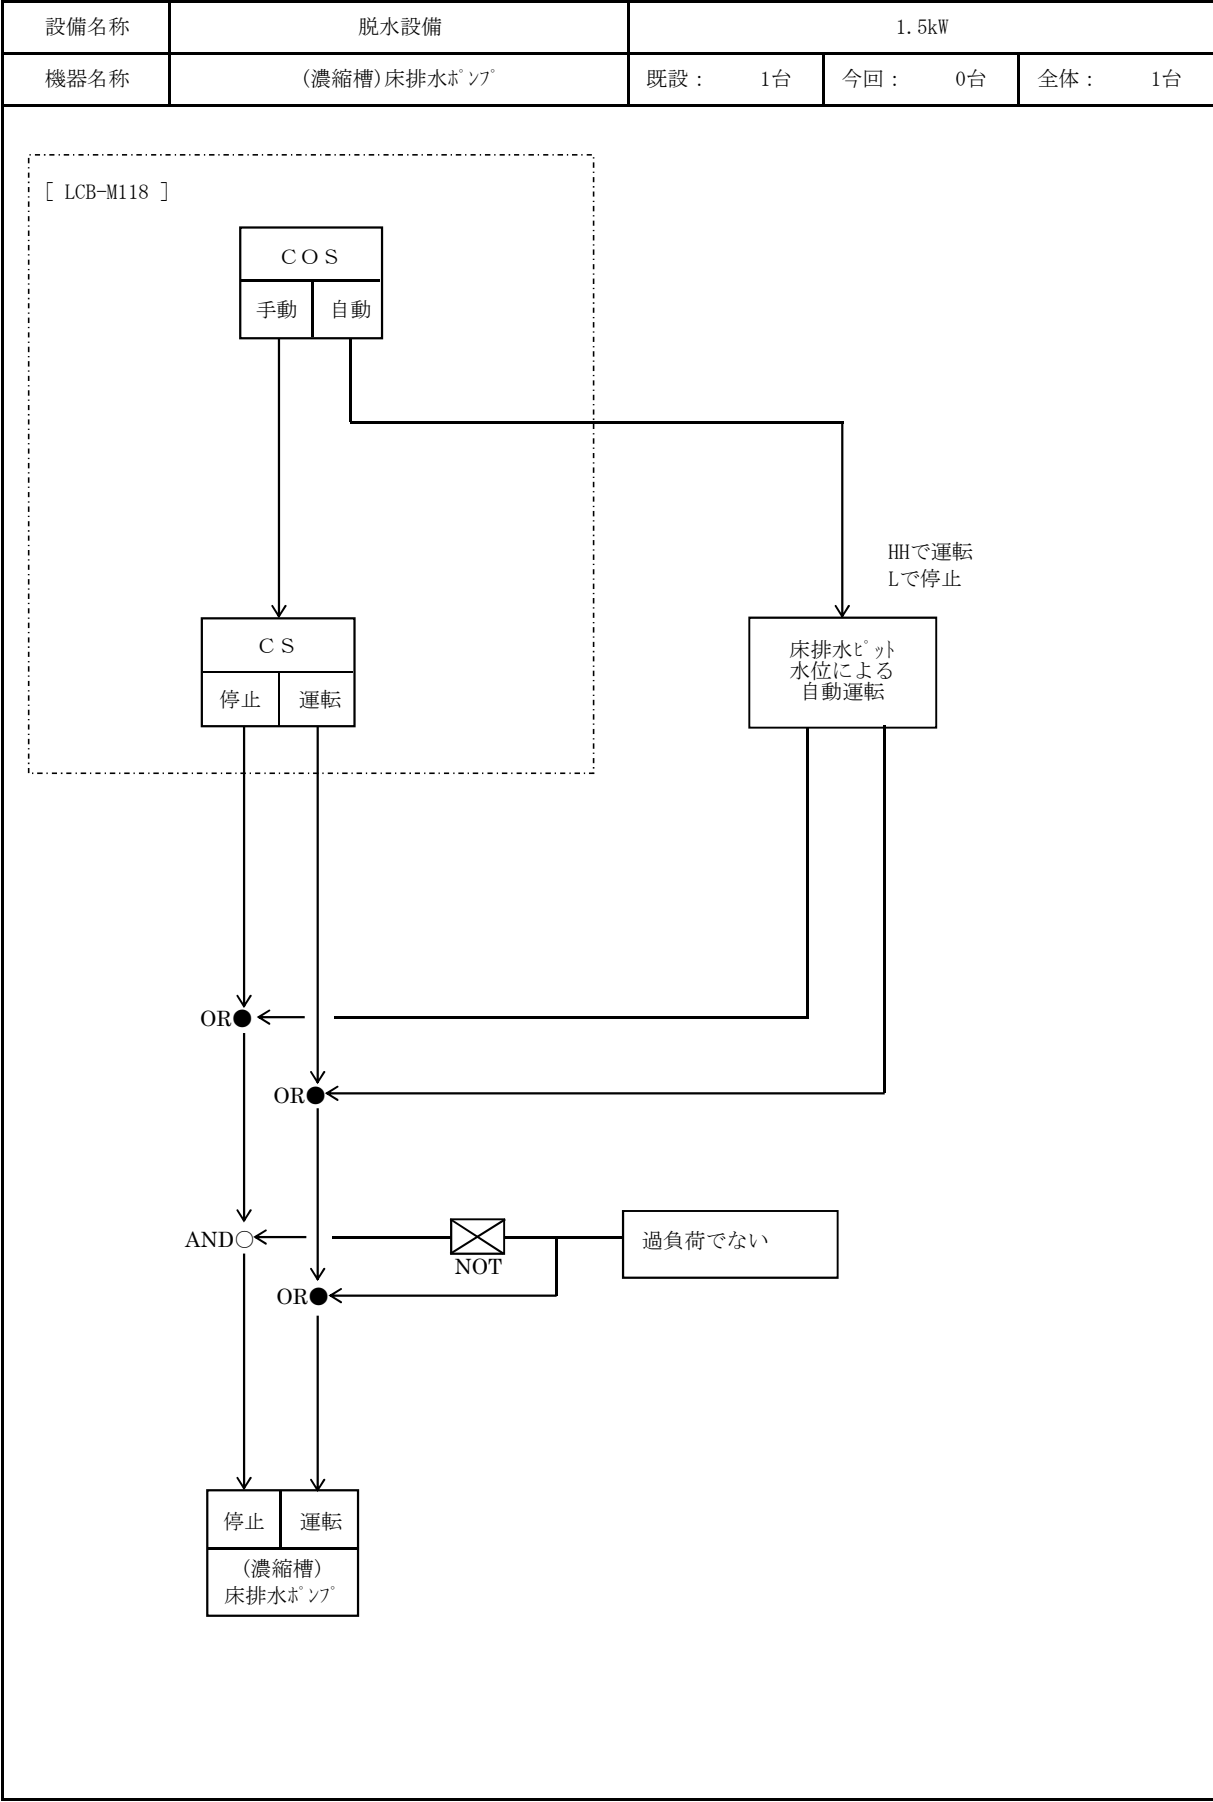 設備名称 脱水設備 1.5kW
機器名称 (濃縮槽)床排水ﾎﾟﾝﾌﾟ 既設： 1台 今回： 0台 全体： 1台
[ LCB-M118 ]
ＣＯＳ
手動 自動
HHで運転
Lで停止
ＣＳ
停止 運転
床排水ﾋﾟｯﾄ
水位による
自動運転
OR●
OR●
AND○
NOT
過負荷でない
OR●
停止 運転
(濃縮槽)
床排水ﾎﾟﾝﾌﾟ